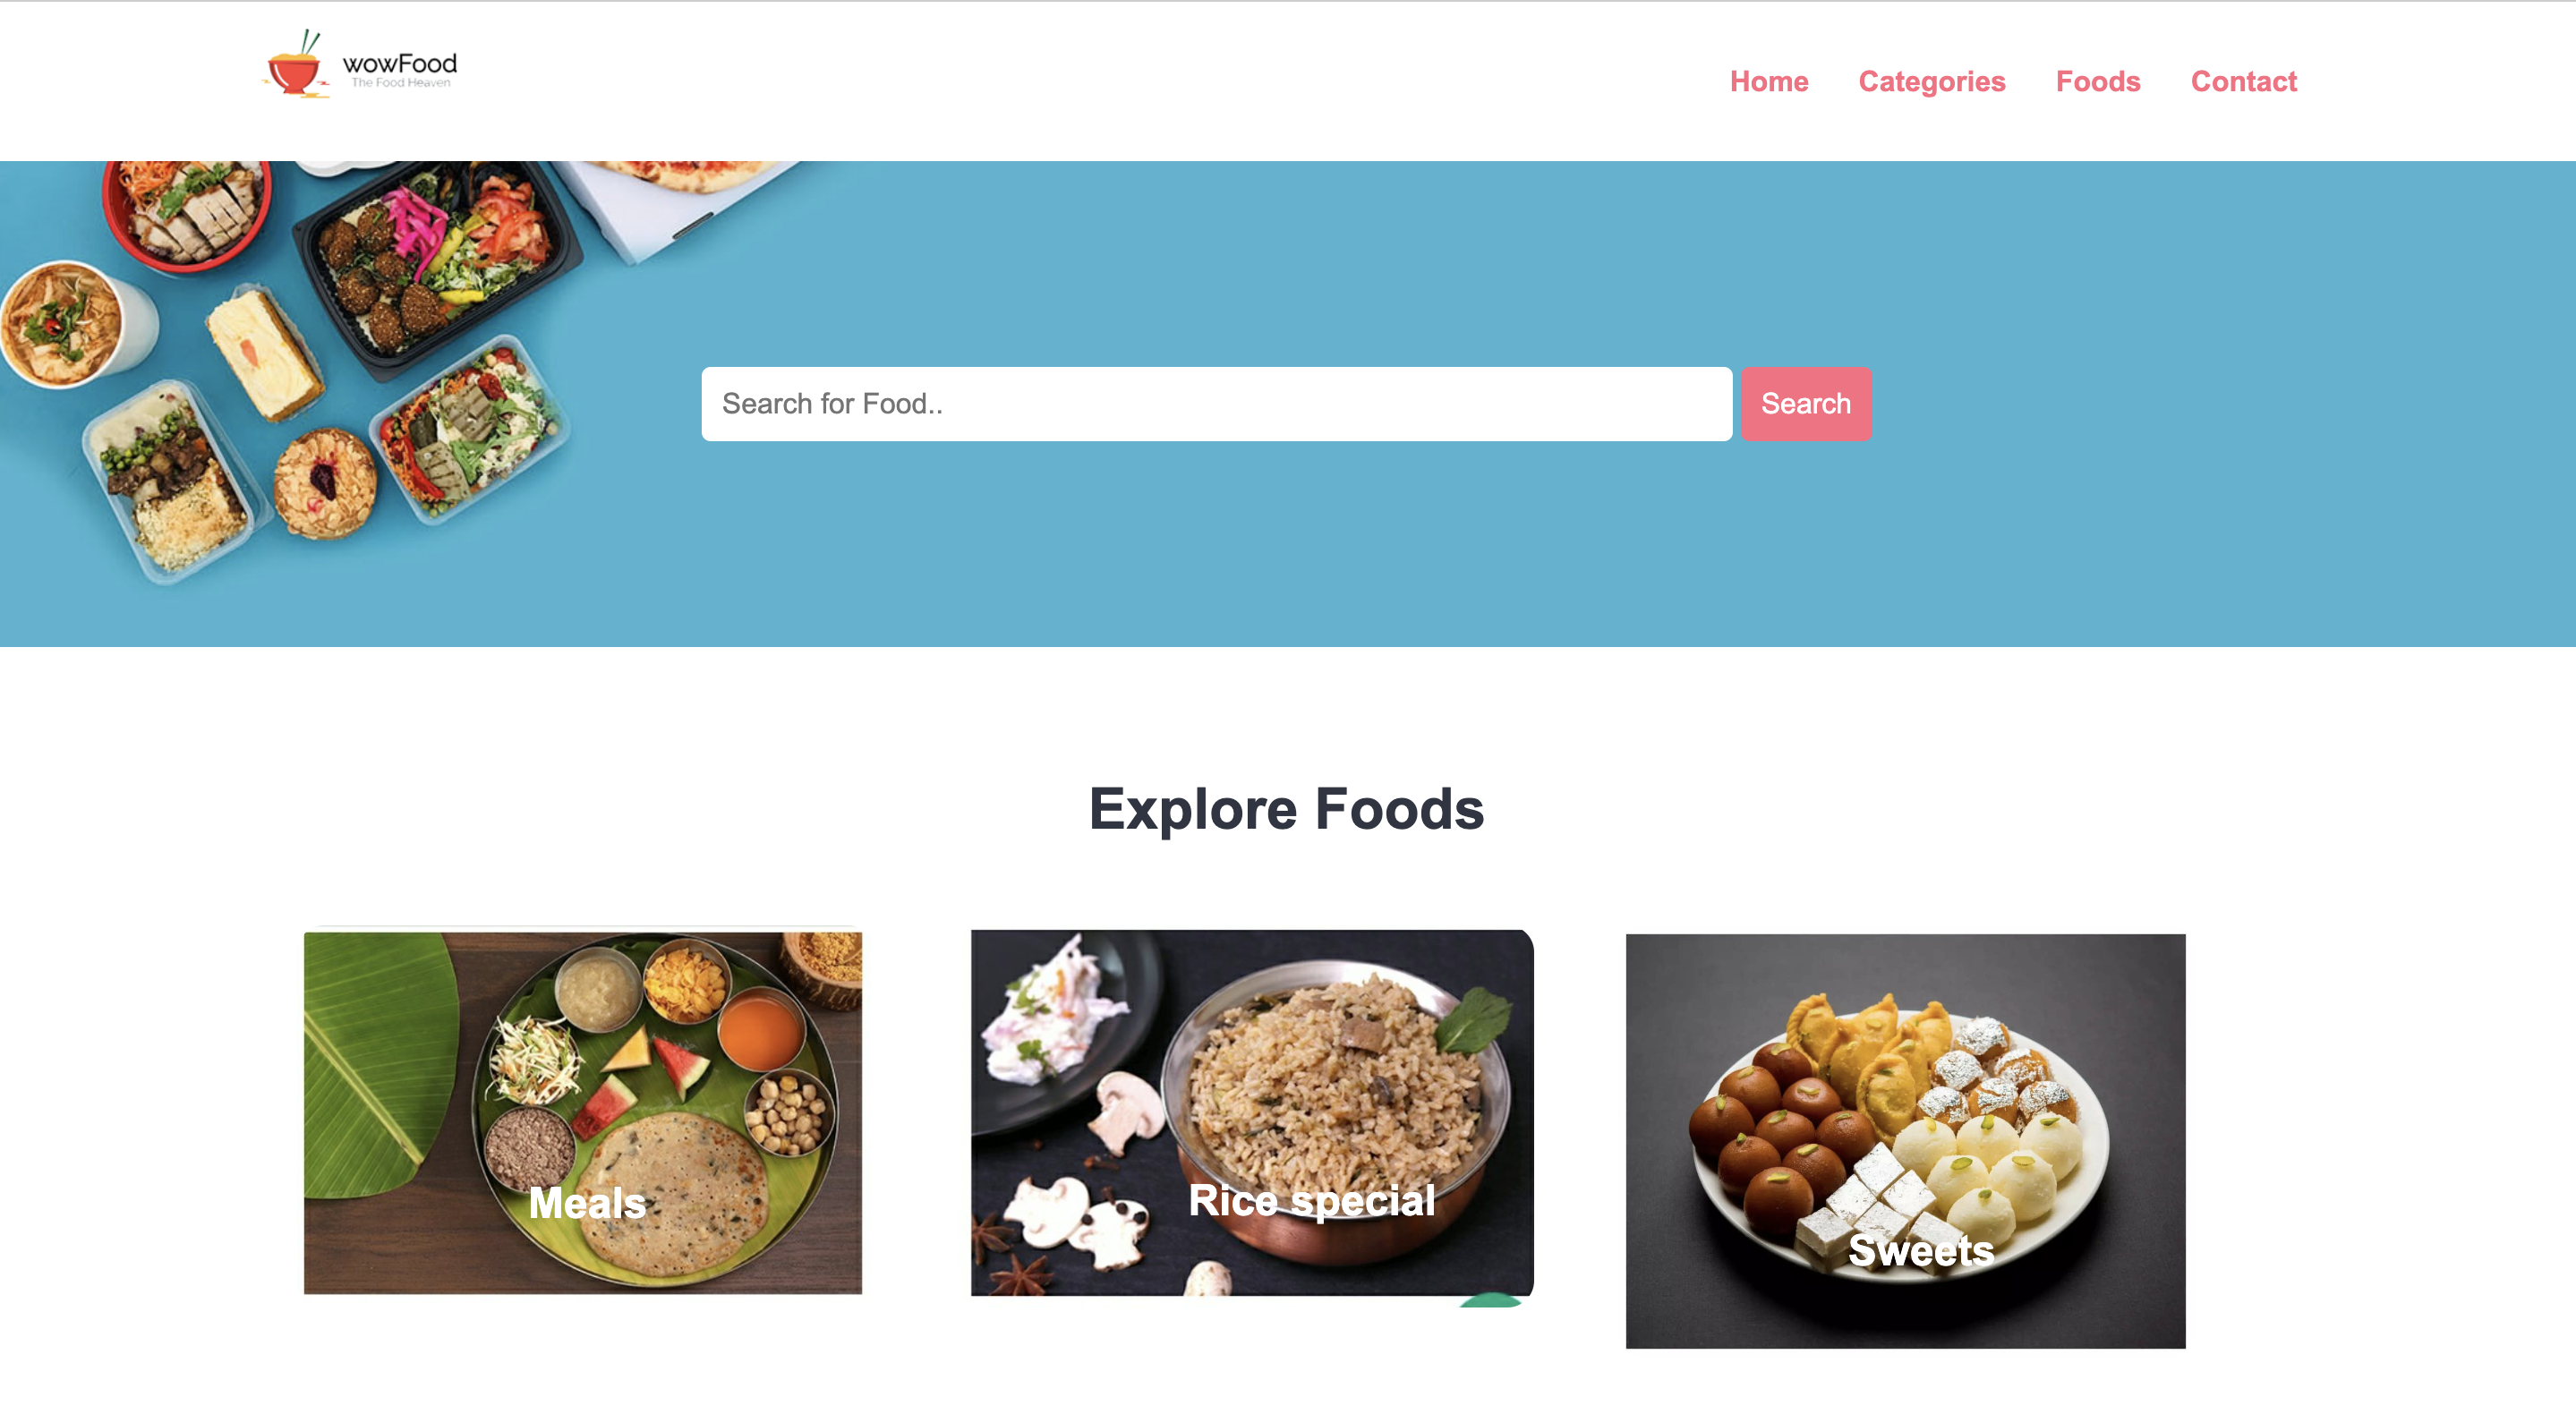 wowFood
The Food Heaven
Home Categories Foods Contact
Search for Food..
Search
Explore Foods
Meals
Rice special
Sweets